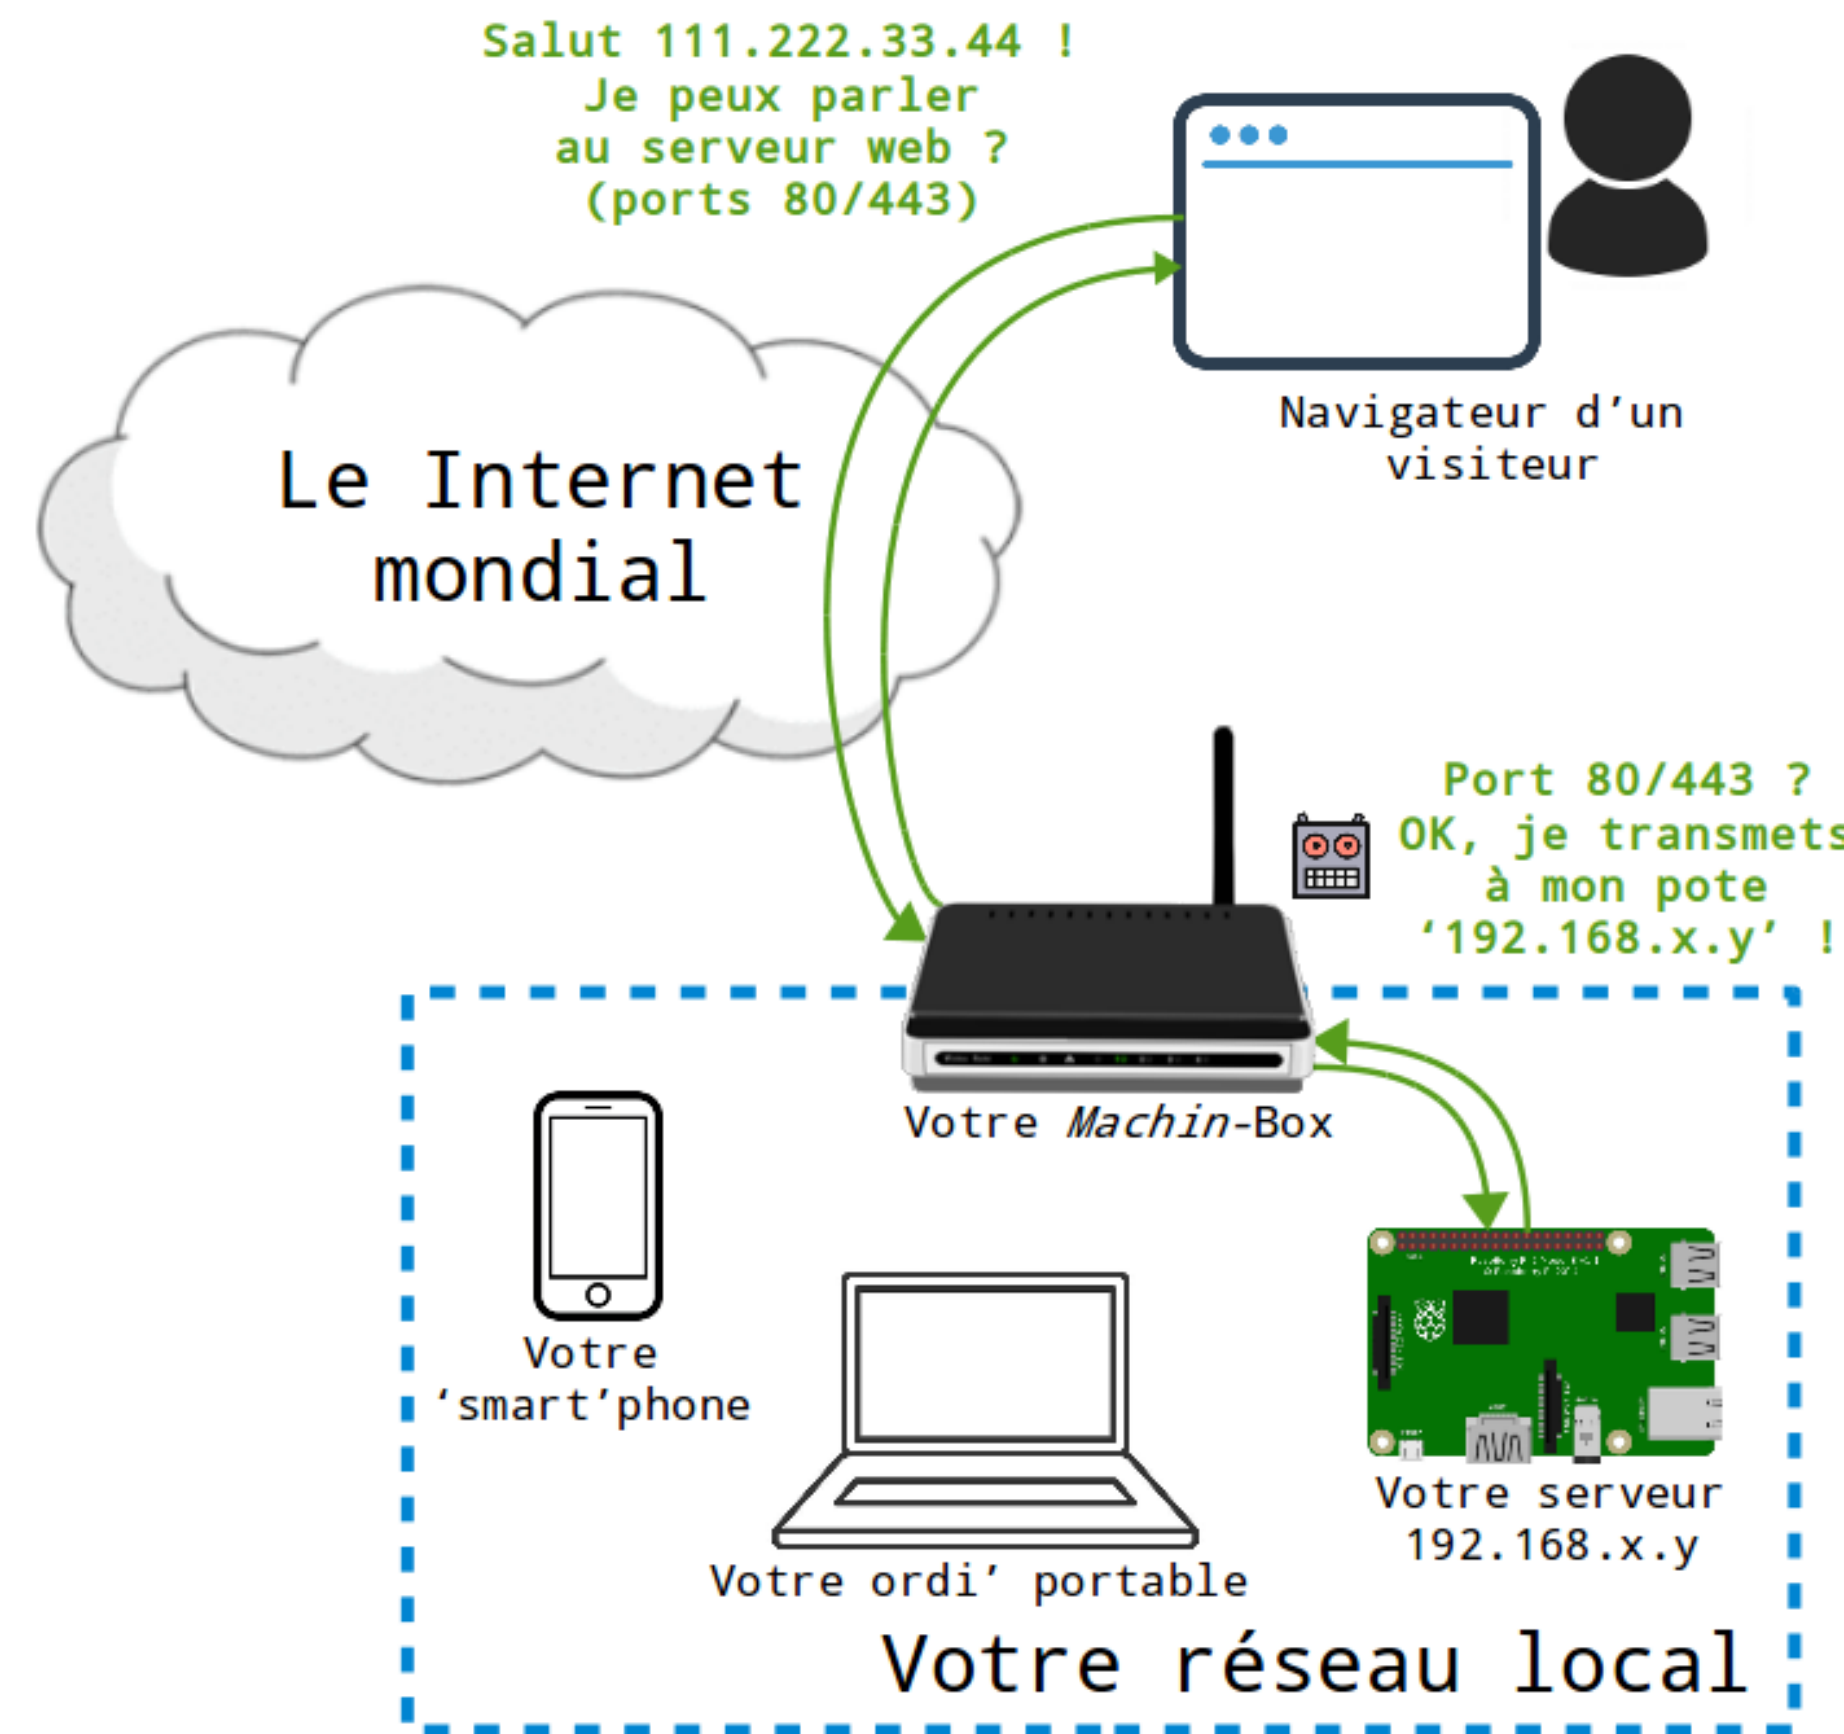 Salut 111.222.33.44 !
Je peux parler
au serveur web ?
(ports 80/443)
Navigateur d’un
visiteur
Le Internet
mondial
Port 80/443 ?
OK, je transmets
à mon pote
‘192.168.x.y’ !
Votre Machin-Box
Votre
‘smart’phone
Votre ordi’ portable
Votre serveur
192.168.x.y
Votre réseau local